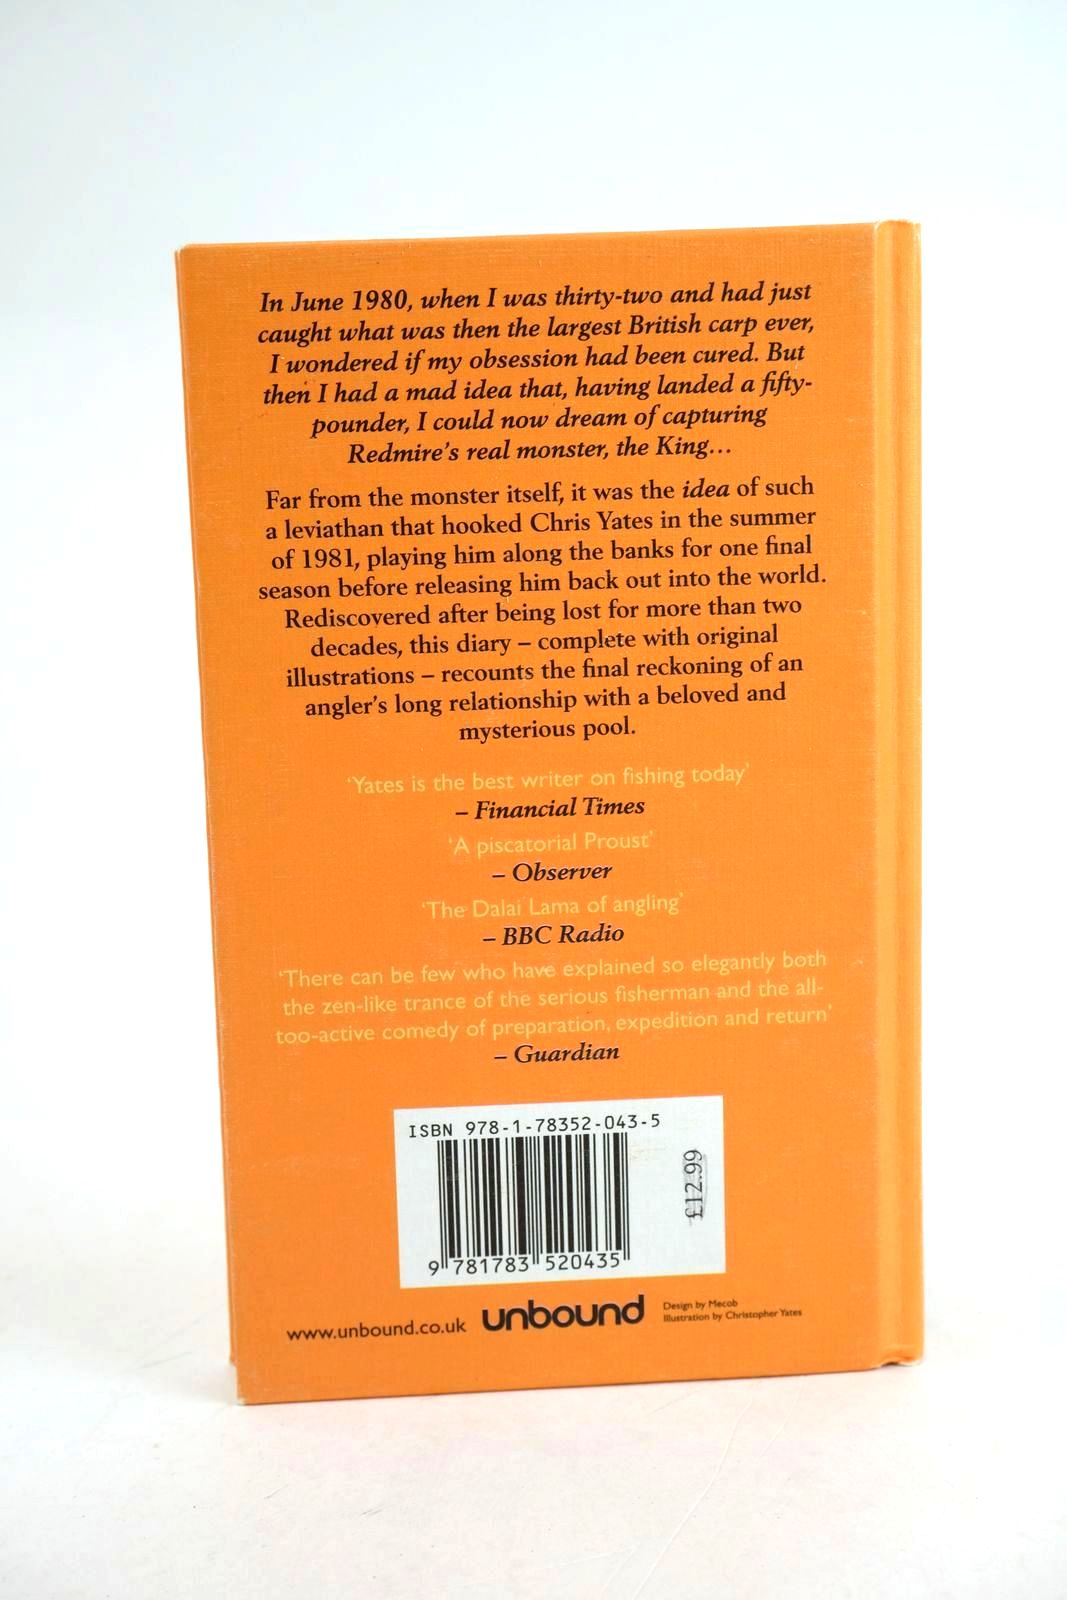 In June 1980, when I was thirty-two and had just
caught what was then the largest British carp ever,
I wondered if my obsession had been cured. But
then I had a mad idea that, having landed a fifty-
pounder, I could now dream of capturing
Redmire's real monster, the King...
Far from the monster itself, it was the idea of such
a leviathan that hooked Chris Yates in the summer
of 1981, playing him along the banks for one final
season before releasing him back out into the world.
Rediscovered after being lost for more than two
decades, this diary – complete with original
illustrations – recounts the final reckoning of an
angler's long relationship with a beloved and
mysterious pool.
'Yates is the best writer on fishing today'
– Financial Times
'A piscatorial Proust'
– Observer
'The Dalai Lama of angling'
– BBC Radio
'There can be few who have explained so elegantly both
the zen-like trance of the serious fisherman and the all-
too-active comedy of preparation, expedition and return'
– Guardian
ISBN 978-1-78352-043-5
£12.99
9 781783 520435
www.unbound.co.uk unbound
Design by Mecob
Illustration by Christopher Yates